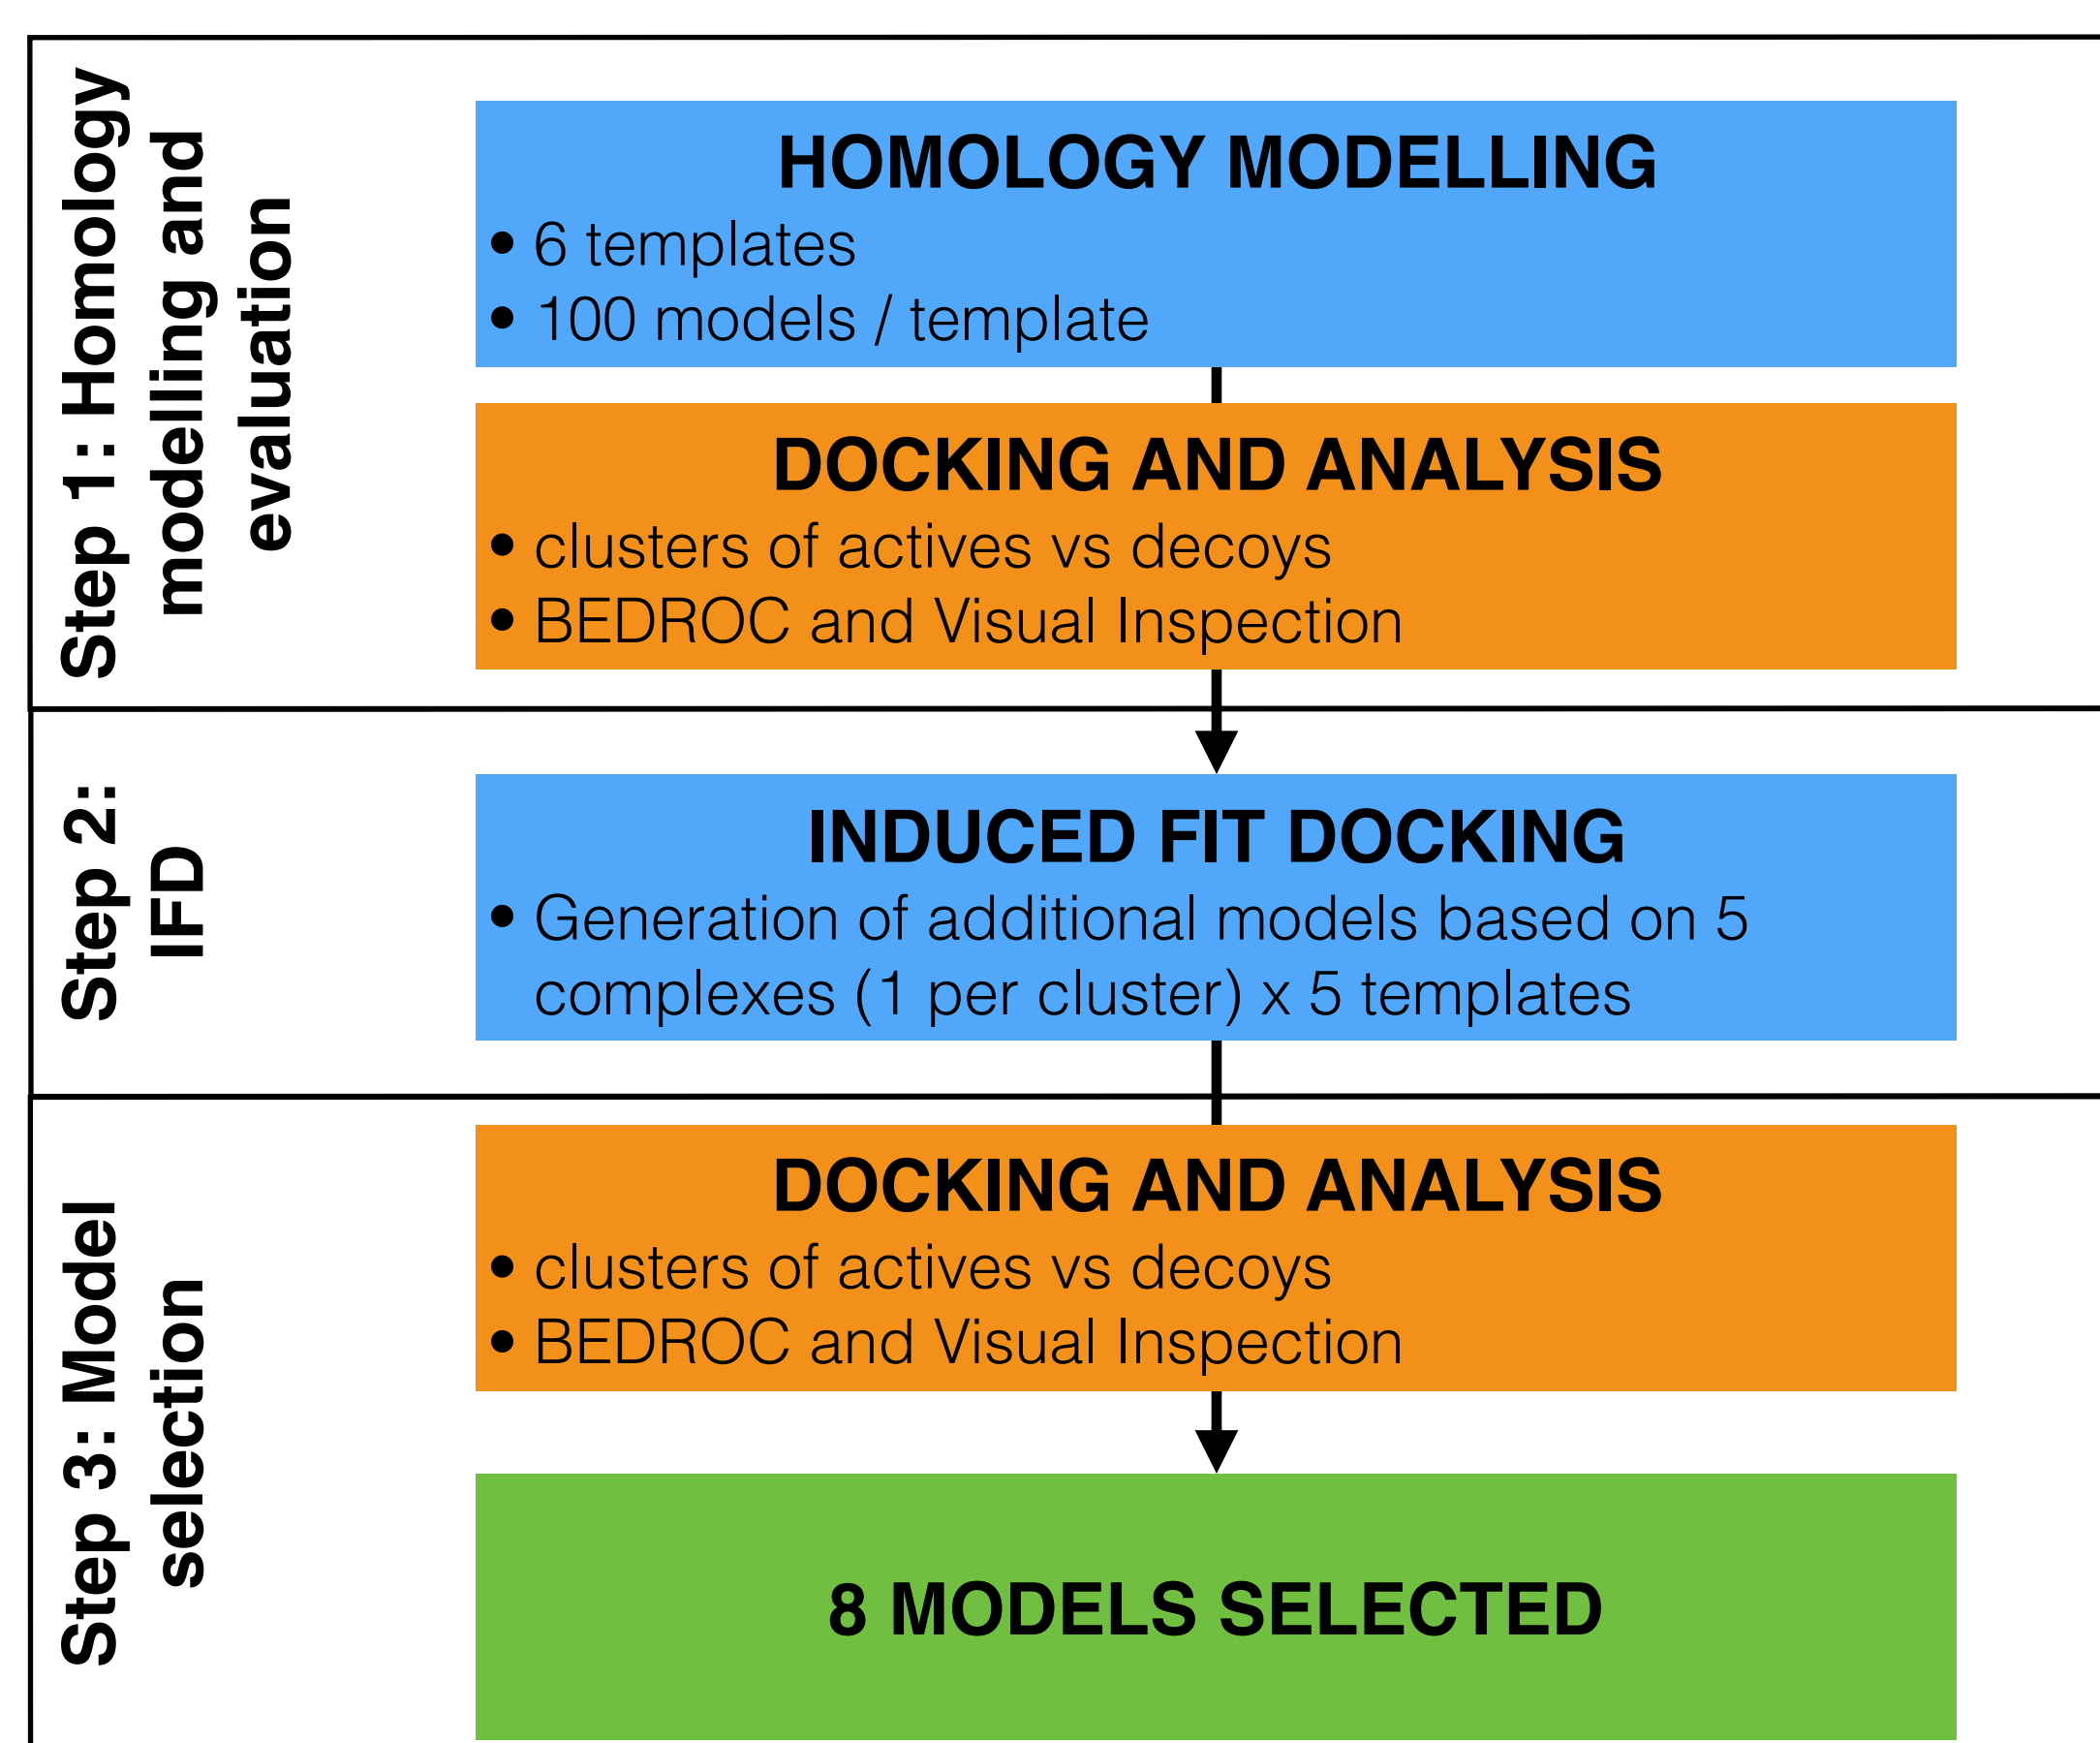 Step 1: Homology
modelling and
evaluation
HOMOLOGY MODELLING
• 6 templates
• 100 models / template
DOCKING AND ANALYSIS
• clusters of actives vs decoys
• BEDROC and Visual Inspection
Step 2:
IFD
INDUCED FIT DOCKING
• Generation of additional models based on 5
complexes (1 per cluster) x 5 templates
Step 3: Model
selection
DOCKING AND ANALYSIS
• clusters of actives vs decoys
• BEDROC and Visual Inspection
8 MODELS SELECTED